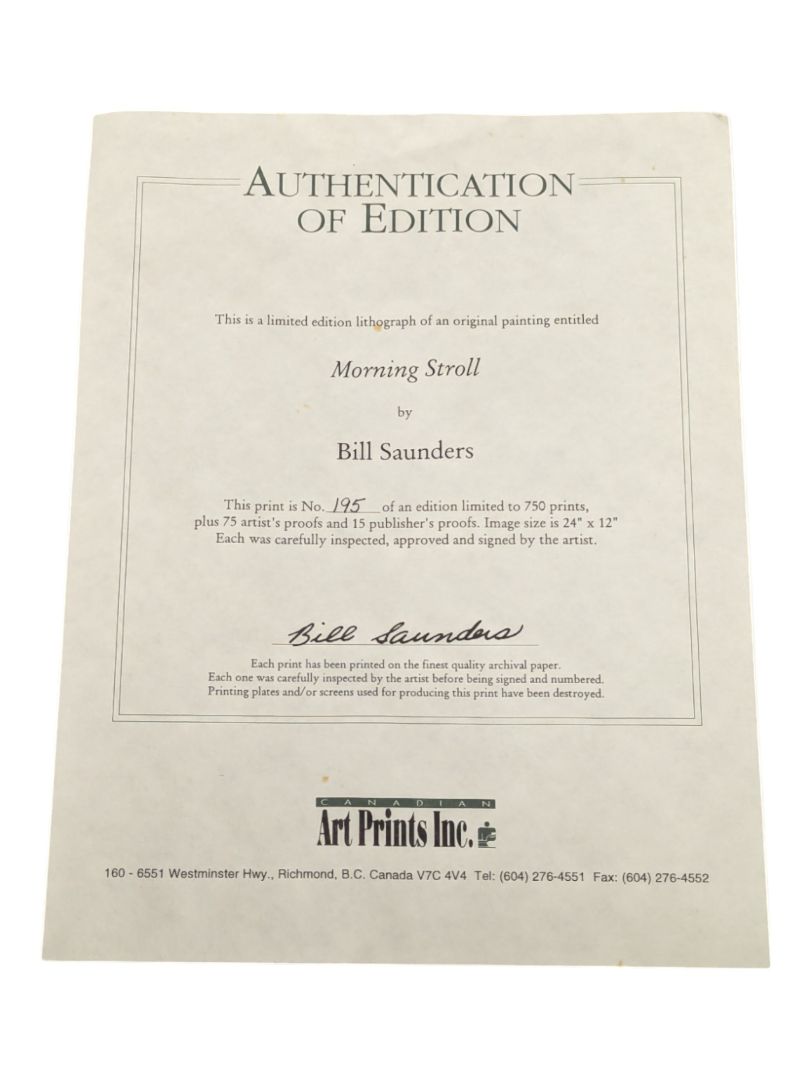 AUTHENTICATION
OF EDITION
This is a limited edition lithograph of an original painting entitled
Morning Stroll
by
Bill Saunders
This print is No. 195 of an edition limited to 750 prints,
plus 75 artist's proofs and 15 publisher's proofs. Image size is 24" x 12"
Each was carefully inspected, approved and signed by the artist.
Bill Saunders
Each print has been printed on the finest quality archival paper.
Each one was carefully inspected by the artist before being signed and numbered.
Printing plates and/or screens used for producing this print have been destroyed.
CANADIAN
Art Prints Inc.
160 - 6551 Westminster Hwy., Richmond, B.C. Canada V7C 4V4 Tel: (604) 276-4551 Fax: (604) 276-4552